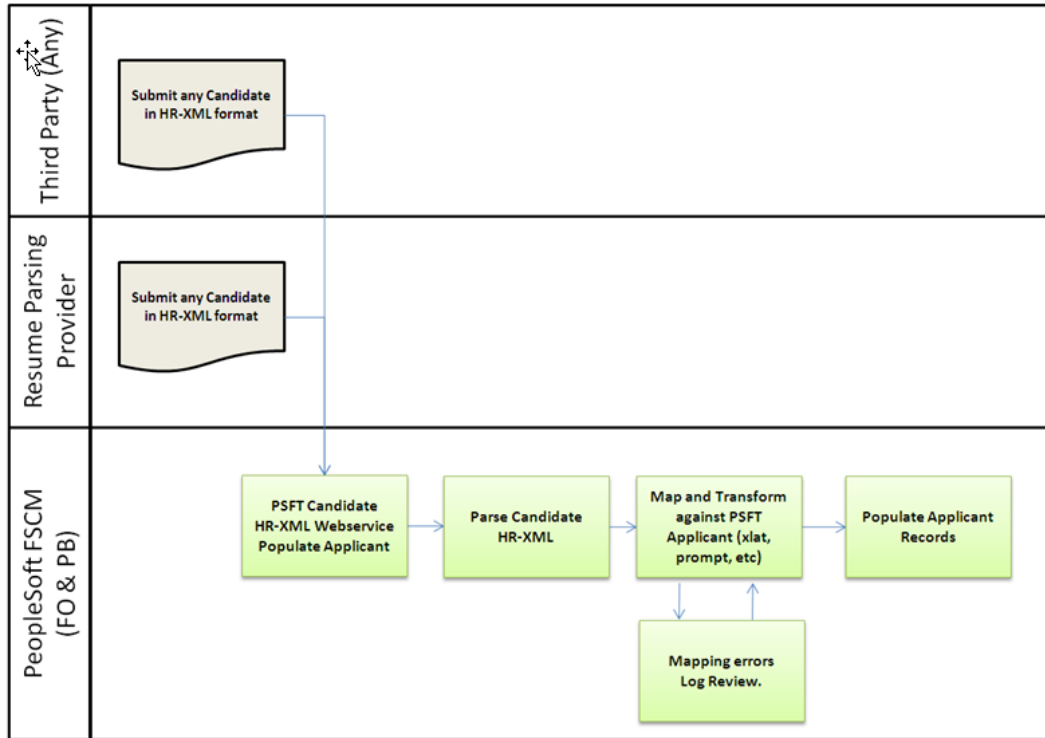 Third Party (Any)
Submit any Candidate
in HR-XML format
Resume Parsing
Provider
Submit any Candidate
in HR-XML format
PeopleSoft FSCM
(FO & PB)
PSFT Candidate
HR-XML Webservice
Populate Applicant
Parse Candidate
HR-XML
Map and Transform
against PSFT
Applicant (xlat,
prompt, etc)
Populate Applicant
Records
Mapping errors
Log Review.